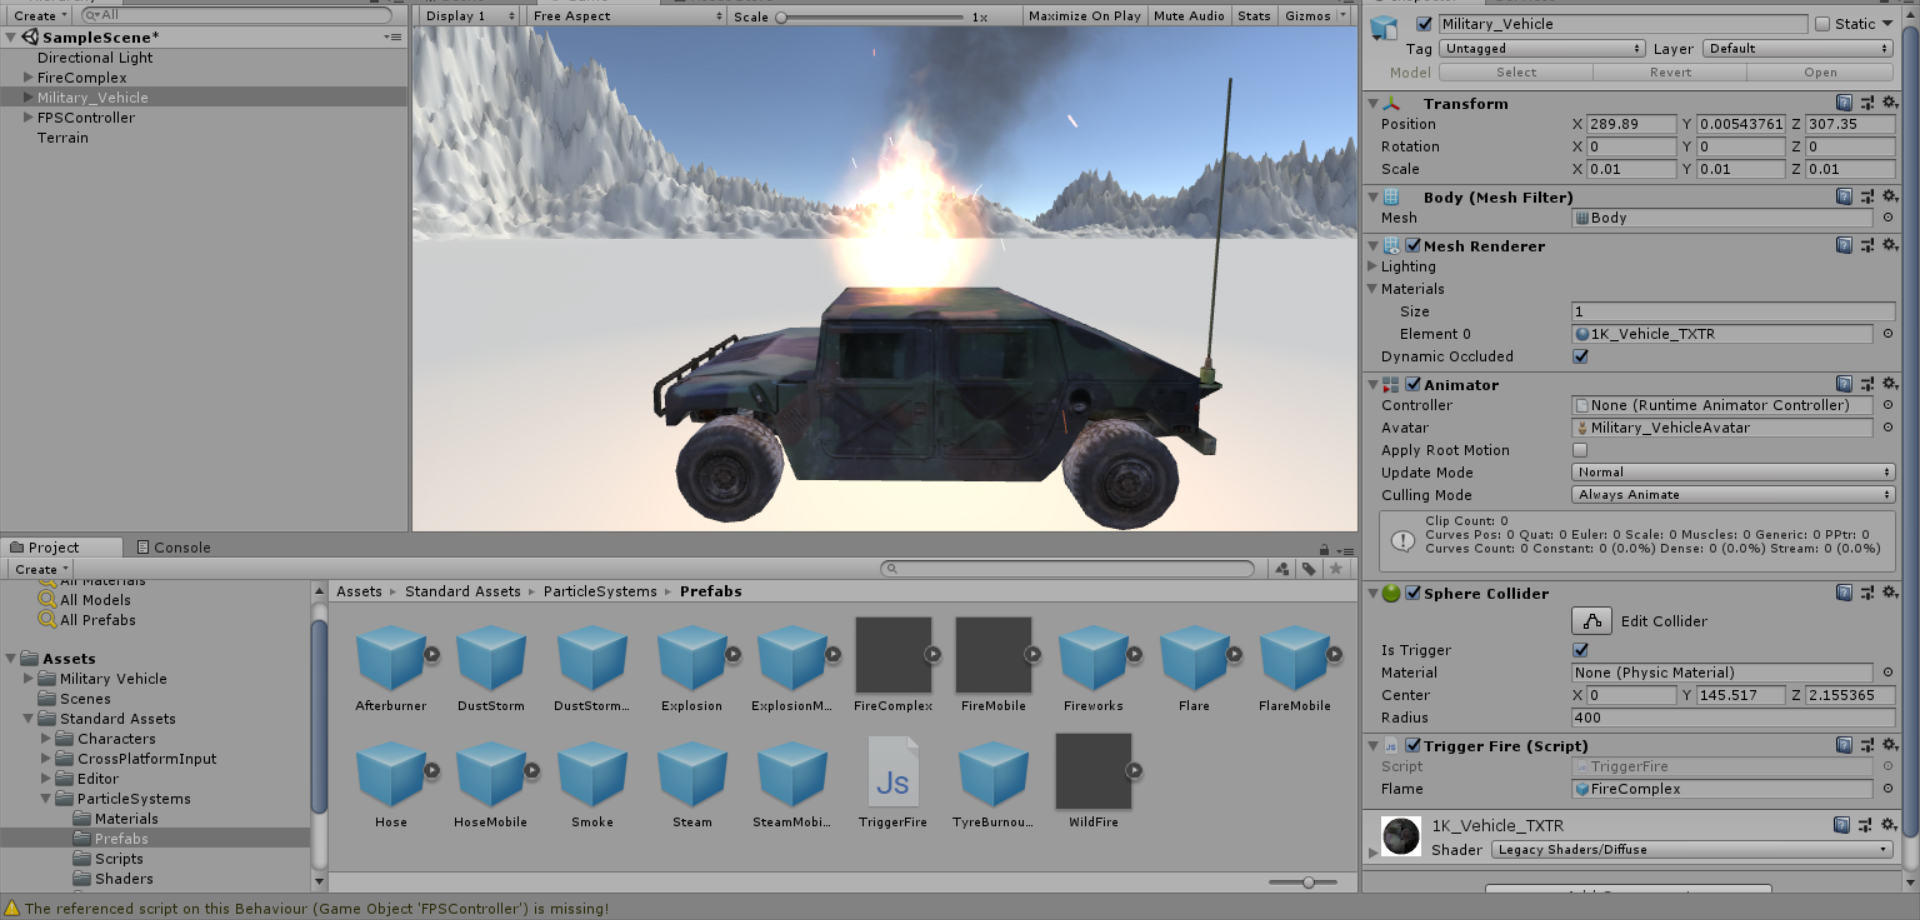 Create
All
SampleScene*
Directional Light
FireComplex
Military_Vehicle
FPSController
Terrain
Display 1
Free Aspect
Scale
1x
Maximize On Play
Mute Audio
Stats
Gizmos
Military_Vehicle
Static
Tag
Untagged
Layer
Default
Model
Select
Revert
Open
Transform
Position X 289.89 Y 0.00543761 Z 307.35
Rotation X 0 Y 0 Z 0
Scale X 0.01 Y 0.01 Z 0.01
Body (Mesh Filter)
Mesh Body
Mesh Renderer
Lighting
Materials
Size 1
Element 0 1K_Vehicle_TXTR
Dynamic Occluded
Animator
Controller None (Runtime Animator Controller)
Avatar Military_VehicleAvatar
Apply Root Motion
Update Mode Normal
Culling Mode Always Animate
Clip Count: 0
Curves Pos: 0 Quat: 0 Euler: 0 Scale: 0 Muscles: 0 Generic: 0 PPtr: 0
Curves Count: 0 Constant: 0 (0.0%) Dense: 0 (0.0%) Stream: 0 (0.0%)
Sphere Collider
Edit Collider
Is Trigger
Material None (Physic Material)
Center X 0 Y 145.517 Z 2.155365
Radius 400
JS Trigger Fire (Script)
Script TriggerFire
Flame FireComplex
1K_Vehicle_TXTR
Shader Legacy Shaders/Diffuse
Project
Console
Create
All Materials
All Models
All Prefabs
Assets
Military Vehicle
Scenes
Standard Assets
Characters
CrossPlatformInput
Editor
ParticleSystems
Materials
Prefabs
Scripts
Shaders
Assets Standard Assets ParticleSystems Prefabs
Afterburner
DustStorm
DustStorm...
Explosion
ExplosionM...
FireComplex
FireMobile
Fireworks
Flare
FlareMobile
Js
Hose
HoseMobile
Smoke
Steam
SteamMobi...
TriggerFire
TyreBurnou...
WildFire
The referenced script on this Behaviour (Game Object 'FPSController') is missing!